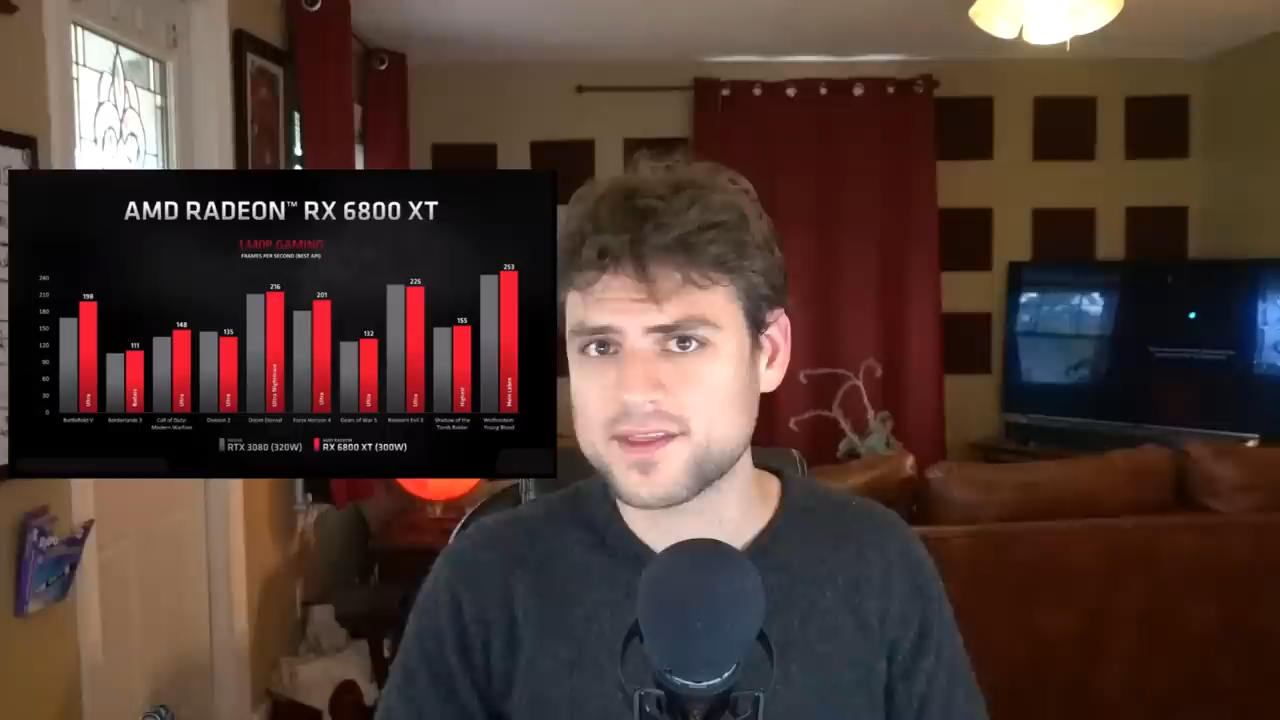 AMD RADEON™ RX 6800 XT
1440P GAMING
FRAMES PER SECOND (BEST API)
240
210
180
150
120
90
60
30
0
198
111
148
135
216
201
132
225
155
253
Ultra
Badass
Ultra
Ultra
Ultra Nightmare
Ultra
Ultra
Ultra
Highest
Mein Leben
Battlefield V
Borderlands 3
Call of Duty: Modern Warfare
Division 2
Doom Eternal
Forza Horizon 4
Gears of War 5
Resident Evil 3
Shadow of the Tomb Raider
Wolfenstein Young Blood
RTX 3080 (320W)
AMD RADEON
RX 6800 XT (300W)